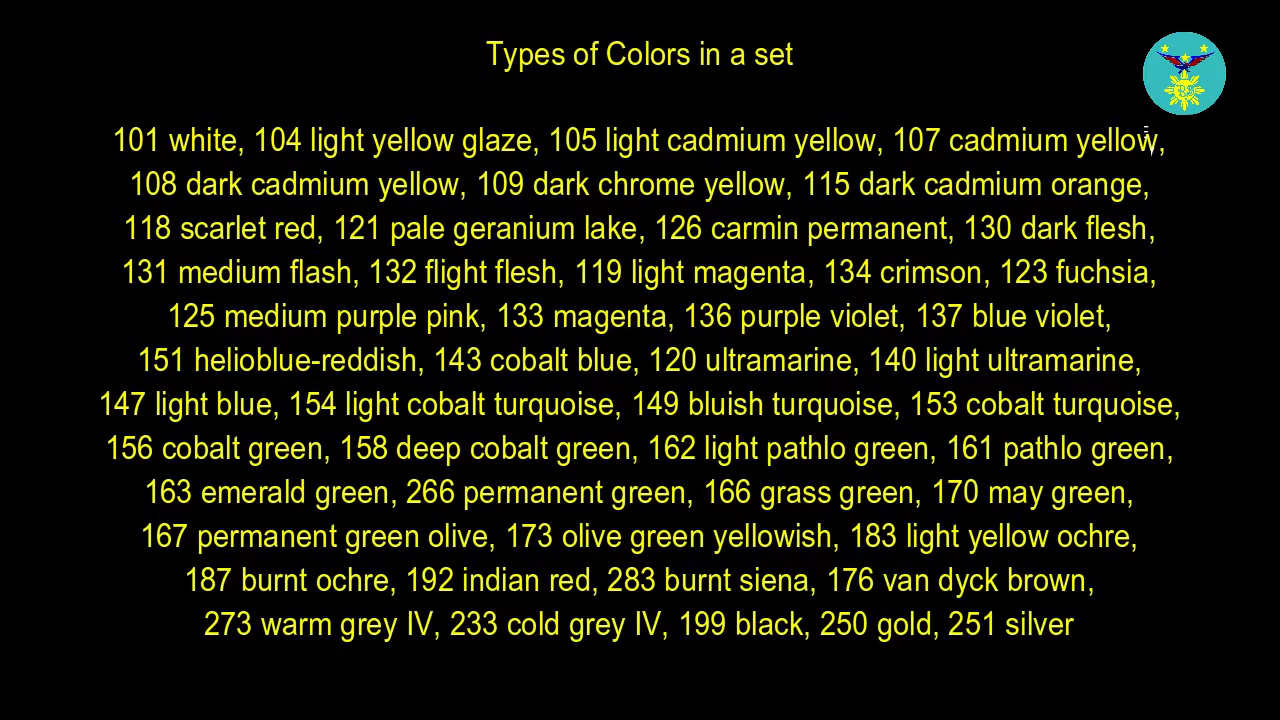 Types of Colors in a set
101 white, 104 light yellow glaze, 105 light cadmium yellow, 107 cadmium yellow,
108 dark cadmium yellow, 109 dark chrome yellow, 115 dark cadmium orange,
118 scarlet red, 121 pale geranium lake, 126 carmin permanent, 130 dark flesh,
131 medium flash, 132 flight flesh, 119 light magenta, 134 crimson, 123 fuchsia,
125 medium purple pink, 133 magenta, 136 purple violet, 137 blue violet,
151 helioblue-reddish, 143 cobalt blue, 120 ultramarine, 140 light ultramarine,
147 light blue, 154 light cobalt turquoise, 149 bluish turquoise, 153 cobalt turquoise,
156 cobalt green, 158 deep cobalt green, 162 light pathlo green, 161 pathlo green,
163 emerald green, 266 permanent green, 166 grass green, 170 may green,
167 permanent green olive, 173 olive green yellowish, 183 light yellow ochre,
187 burnt ochre, 192 indian red, 283 burnt siena, 176 van dyck brown,
273 warm grey IV, 233 cold grey IV, 199 black, 250 gold, 251 silver